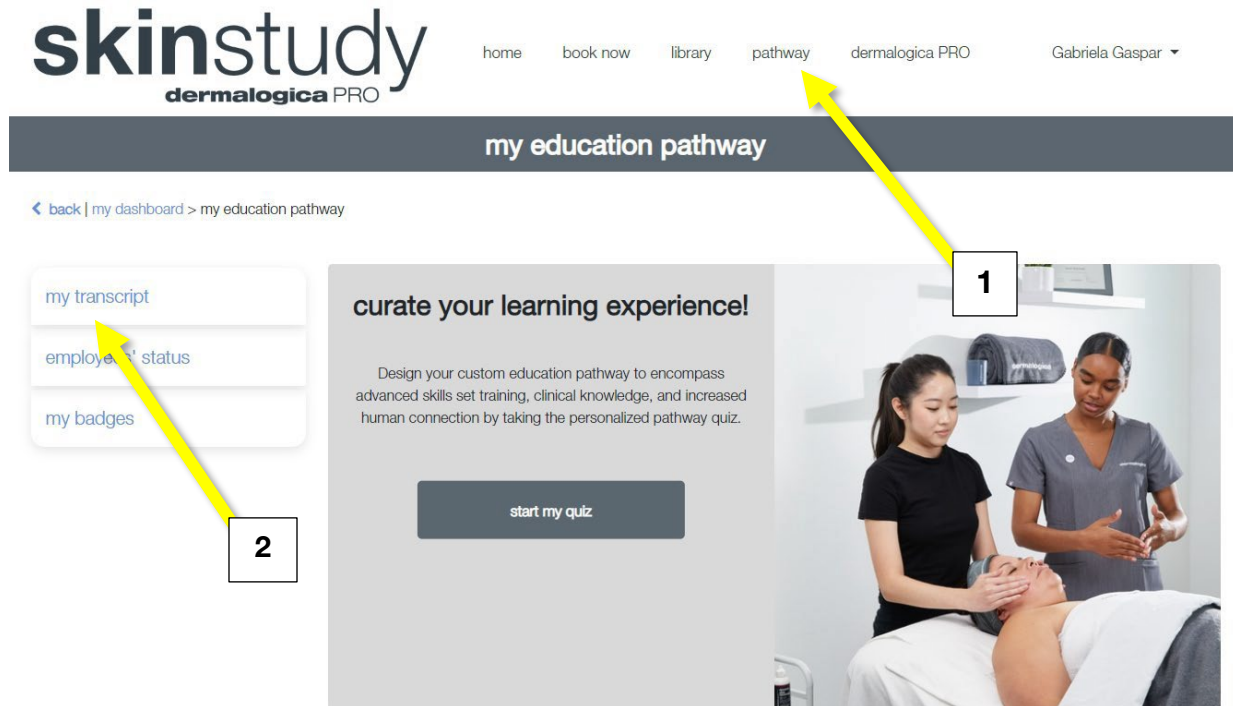 skinstudy
dermalogica PRO
home book now library pathway dermalogica PRO Gabriela Gaspar
my education pathway
back | my dashboard > my education pathway
1
my transcript
employees' status
my badges
curate your learning experience!
Design your custom education pathway to encompass
advanced skills set training, clinical knowledge, and increased
human connection by taking the personalized pathway quiz.
start my quiz
2
dermalogica